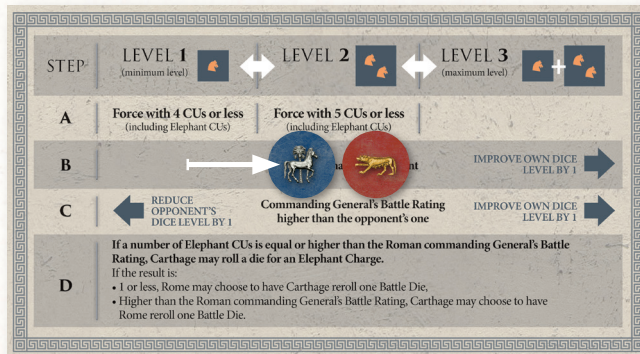 STEP
LEVEL 1
(minimum level)
LEVEL 2
LEVEL 3
(maximum level)
+
A
Force with 4 CUs or less
(including Elephant CUs)
Force with 5 CUs or less
(including Elephant CUs)
B
IMPROVE OWN DICE
LEVEL BY 1
C
REDUCE
OPPONENT'S
DICE LEVEL BY 1
Commanding General's Battle Rating
higher than the opponent's one
IMPROVE OWN DICE
LEVEL BY 1
D
If a number of Elephant CUs is equal or higher than the Roman commanding General's Battle
Rating, Carthage may roll a die for an Elephant Charge.
If the result is:
• 1 or less, Rome may choose to have Carthage reroll one Battle Die,
• Higher than the Roman commanding General's Battle Rating, Carthage may choose to have
Rome reroll one Battle Die.